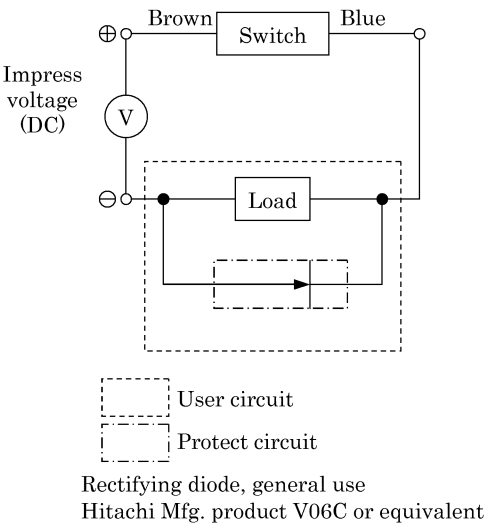 Brown
Blue
⊕
Switch
Impress
voltage
(DC)
V
⊖
Load
User circuit
Protect circuit
Rectifying diode, general use
Hitachi Mfg. product V06C or equivalent